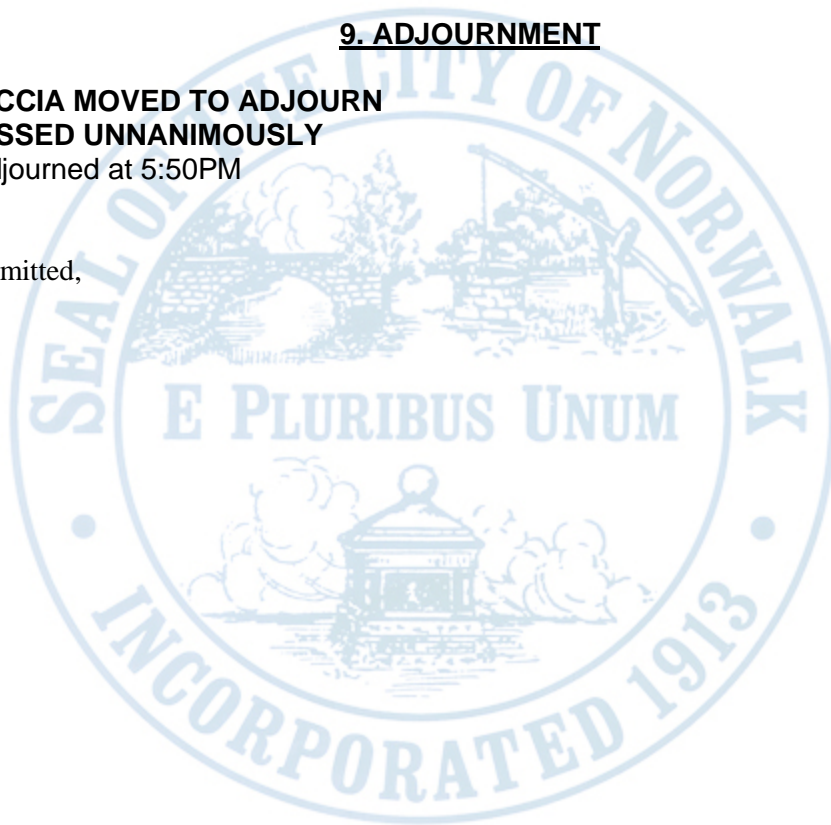 9. ADJOURNMENT
CCIA MOVED TO ADJOURN
SSED UNNANIMOUSLY
journed at 5:50PM
mitted,
SEAL OF THE CITY OF NORWALK
E PLURIBUS UNUM
INCORPORATED 1913